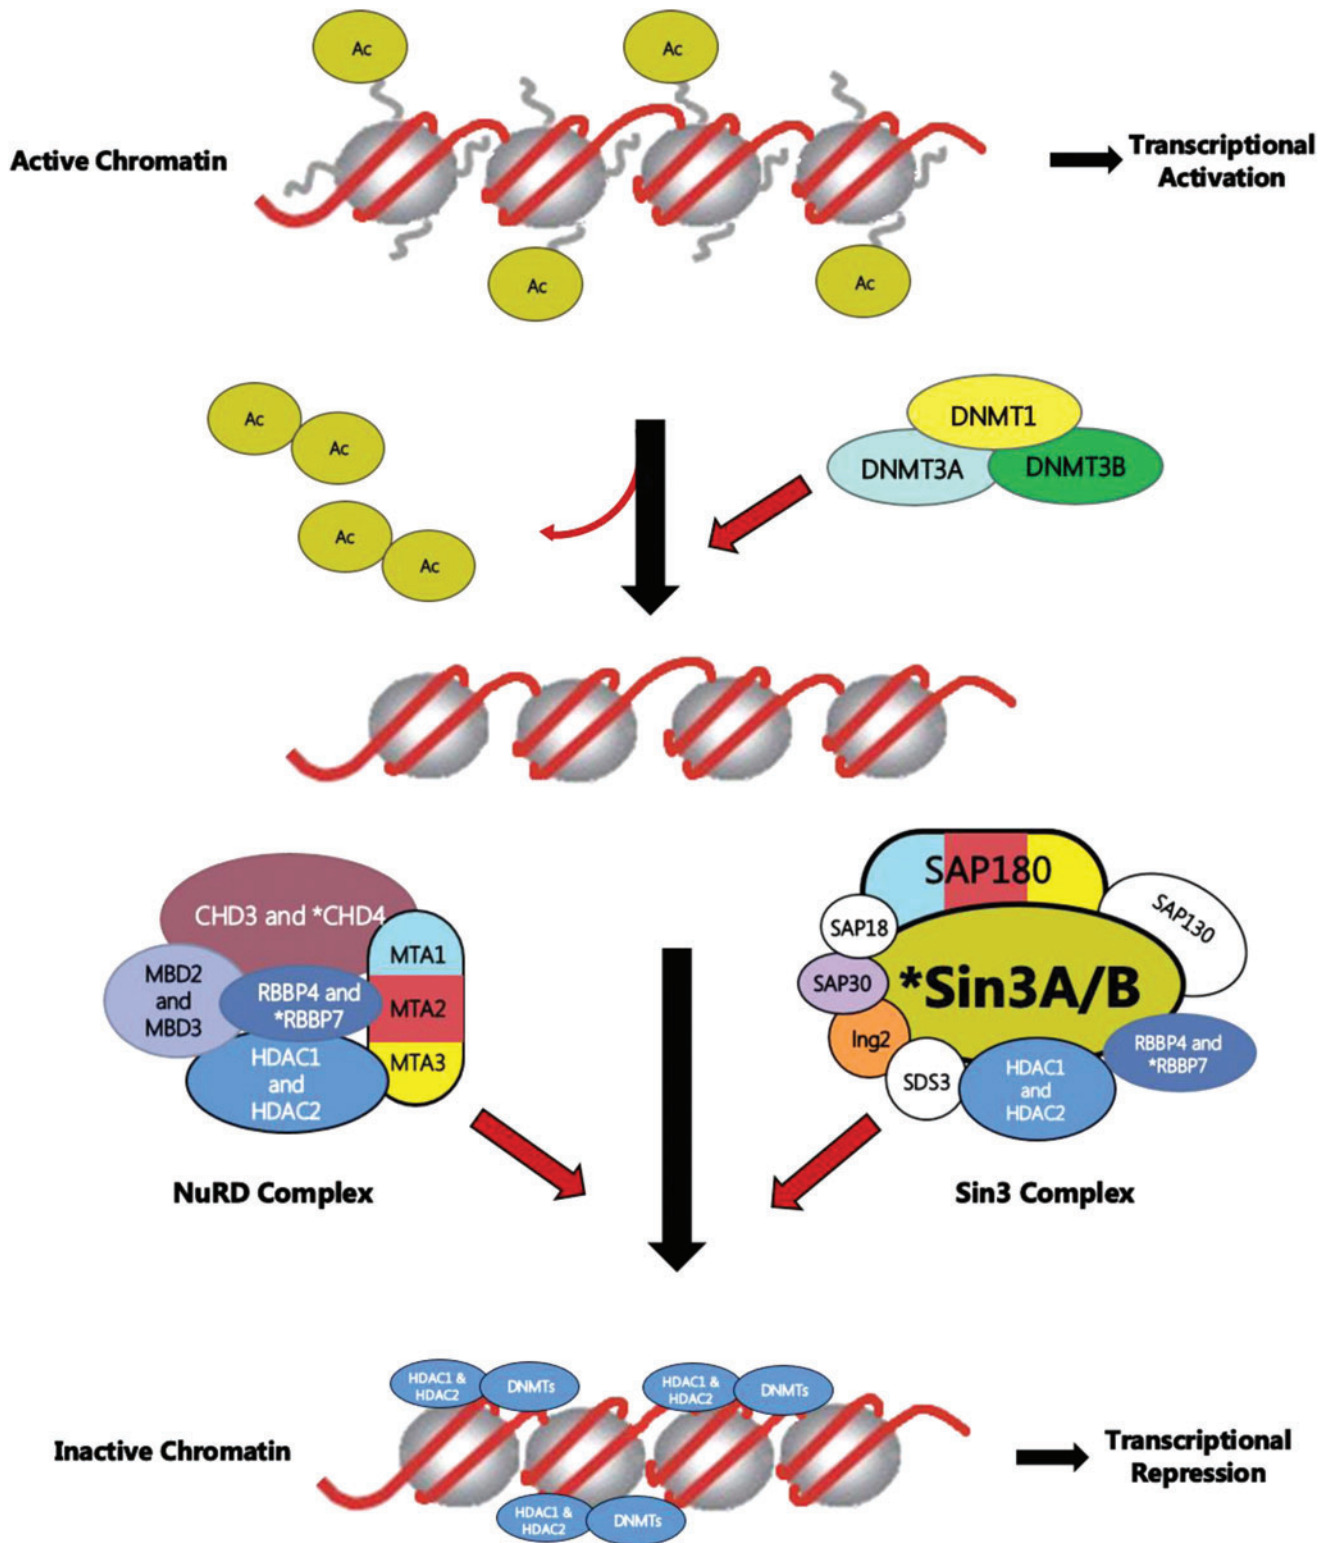 Ac
Ac
Active Chromatin
Transcriptional
Activation
Ac
Ac
Ac
Ac
Ac
Ac
DNMT1
DNMT3A
DNMT3B
CHD3 and *CHD4
MBD2
and
MBD3
RBBP4 and
*RBBP7
MTA1
MTA2
MTA3
HDAC1
and
HDAC2
NuRD Complex
SAP180
SAP130
SAP18
SAP30
*Sin3A/B
Ing2
SDS3
HDAC1
and
HDAC2
RBBP4 and
*RBBP7
Sin3 Complex
HDAC1 &
HDAC2
DNMTs
HDAC1 &
HDAC2
DNMTs
Inactive Chromatin
Transcriptional
Repression
HDAC1 &
HDAC2
DNMTs